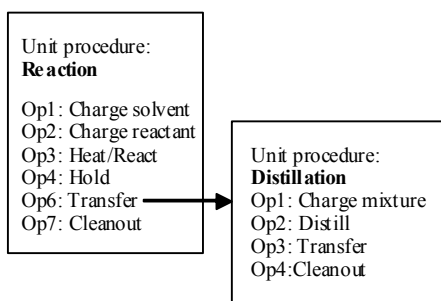 Unit procedure:
Reaction
Op1: Charge solvent
Op2: Charge reactant
Op3: Heat/React
Op4: Hold
Op6: Transfer
Op7: Cleanout
Unit procedure:
Distillation
Op1: Charge mixture
Op2: Distill
Op3: Transfer
Op4:Cleanout